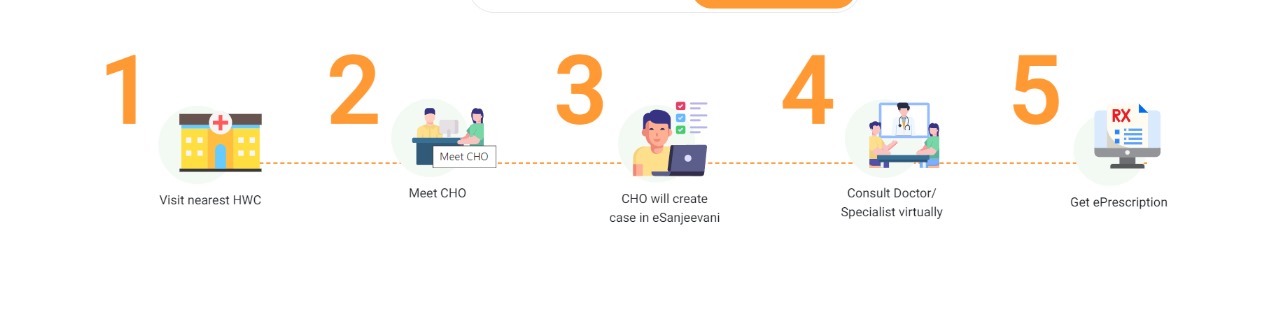 1
Visit nearest HWC
2
Meet CHO
Meet CHO
3
CHO will create
case in eSanjeevani
4
Consult Doctor/
Specialist virtually
5
RX
Get ePrescription